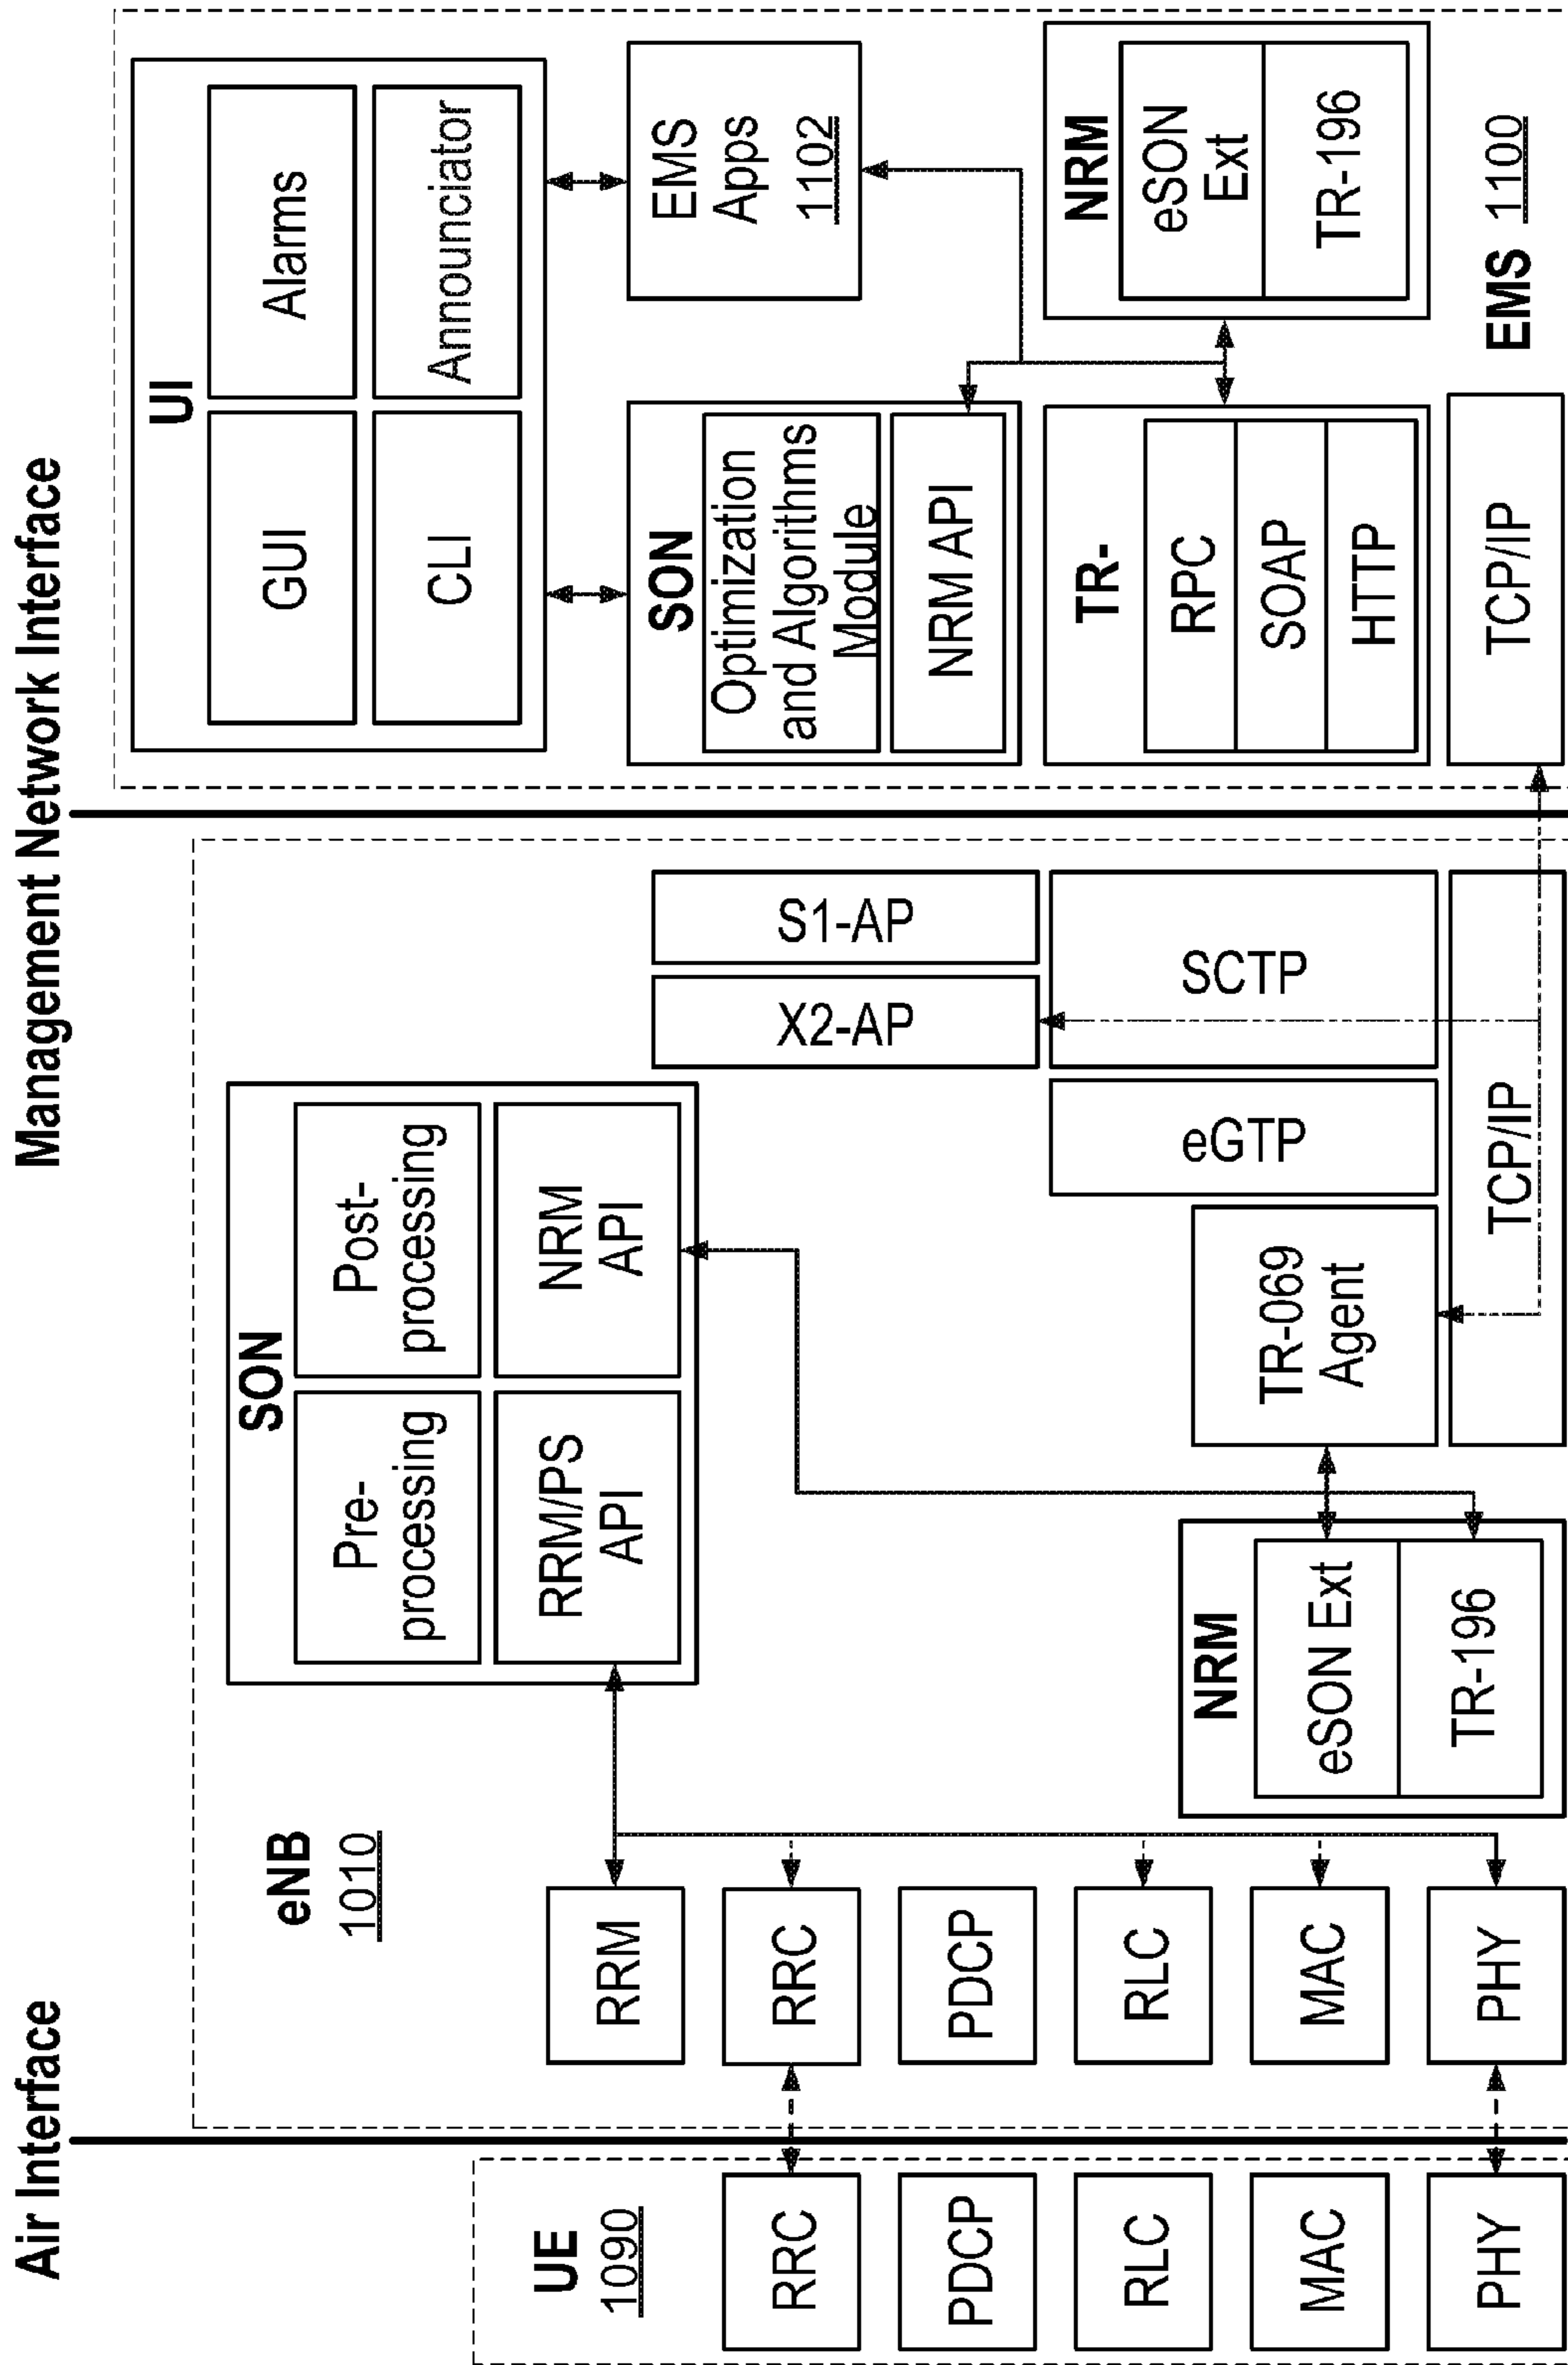 Air Interface
Management Network Interface
UE
1090
RRC
PDCP
RLC
MAC
PHY
eNB
1010
RRM
RRC
PDCP
RLC
MAC
PHY
SON
Pre-
processing
Post-
processing
RRM/PS
API
NRM
API
NRM
eSON Ext
TR-196
TR-069
Agent
eGTP
X2-AP
S1-AP
SCTP
TCP/IP
UI
GUI
Alarms
CLI
Announciator
SON
Optimization
and Algorithms
Module
NRM API
EMS
Apps
1102
TR-
RPC
SOAP
HTTP
NRM
eSON
Ext
TR-196
TCP/IP
EMS 1100